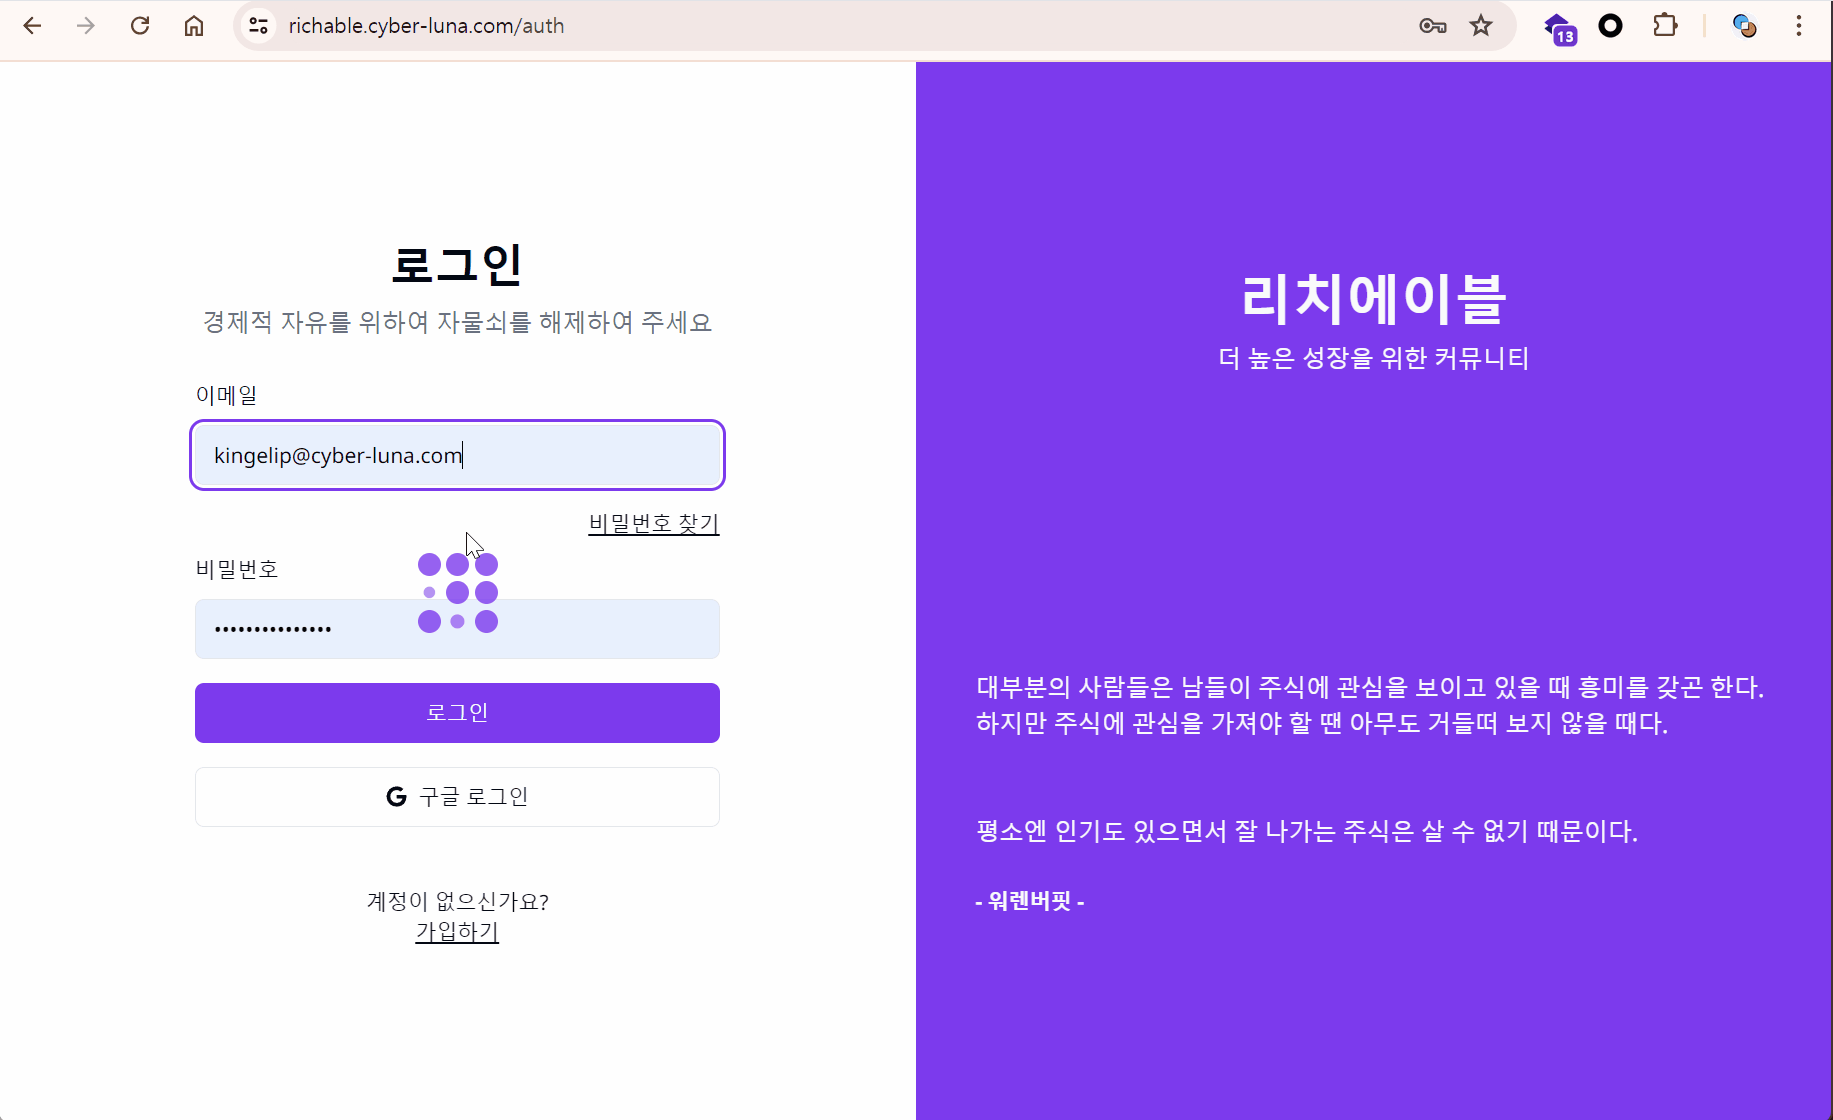 richable.cyber-luna.com/auth
13
로그인
경제적 자유를 위하여 자물쇠를 해제하여 주세요
이메일
kingelip@cyber-luna.com
비밀번호 찾기
비밀번호
•••••••••••••••
로그인
G 구글 로그인
계정이 없으신가요?
가입하기
리치에이블
더 높은 성장을 위한 커뮤니티
대부분의 사람들은 남들이 주식에 관심을 보이고 있을 때 흥미를 갖곤 한다.
하지만 주식에 관심을 가져야 할 땐 아무도 거들떠 보지 않을 때다.
평소엔 인기도 있으면서 잘 나가는 주식은 살 수 없기 때문이다.
- 워렌버핏 -